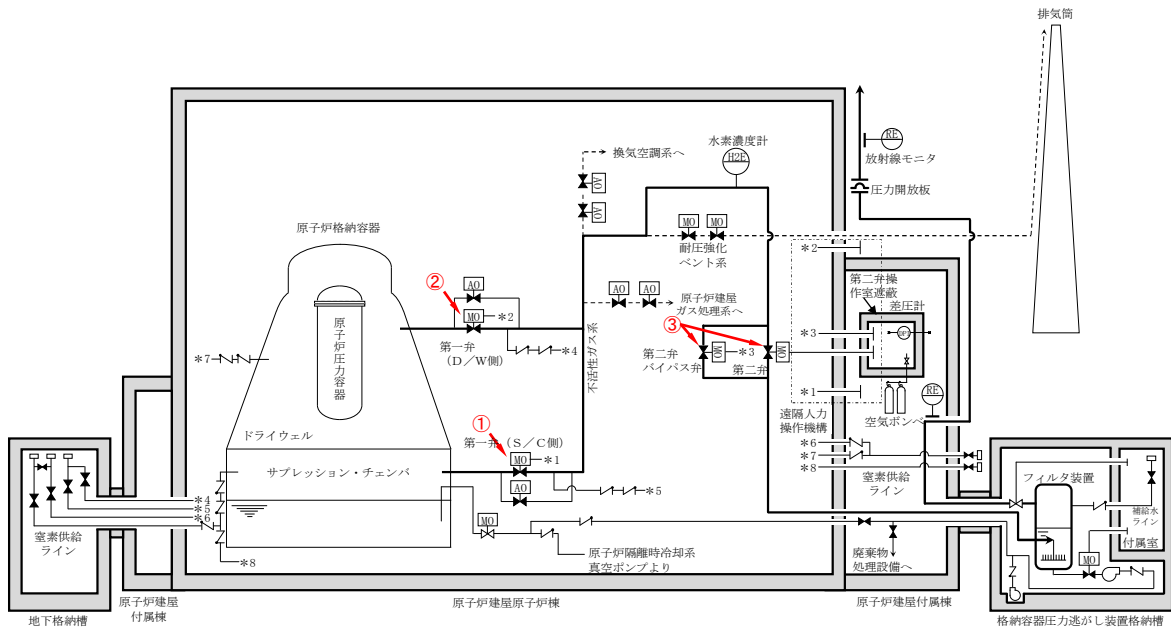 排気筒
水素濃度計
H2E
換気空調系へ
AO
AO
RE
放射線モニタ
圧力開放板
原子炉格納容器
MO
MO
耐圧強化
ベント系
*2
第二弁操
作室遮蔽
差圧計
②
AO
MO
*2
第一弁
(D/W側)
*4
AO
AO
原子炉建屋
ガス処理系へ
不活性ガス系
③
第二弁
バイパス弁
MO
*3
第二弁
MO
*3
DPI
*1
空気ボンベ
RE
遠隔人力
操作機構
原子炉圧力容器
*7
ドライウェル
①
第一弁(S/C側)
MO
*1
AO
*5
サプレッション・チェンバ
*6
*7
*8
窒素供給
ライン
フィルタ装置
補給水
ライン
付属室
MO
*4
*5
*6
*8
窒素供給
ライン
MO
原子炉隔離時冷却系
真空ポンプより
廃棄物
処理設備へ
地下格納槽
原子炉建屋
付属棟
原子炉建屋原子炉棟
原子炉建屋付属棟
格納容器圧力逃がし装置格納槽